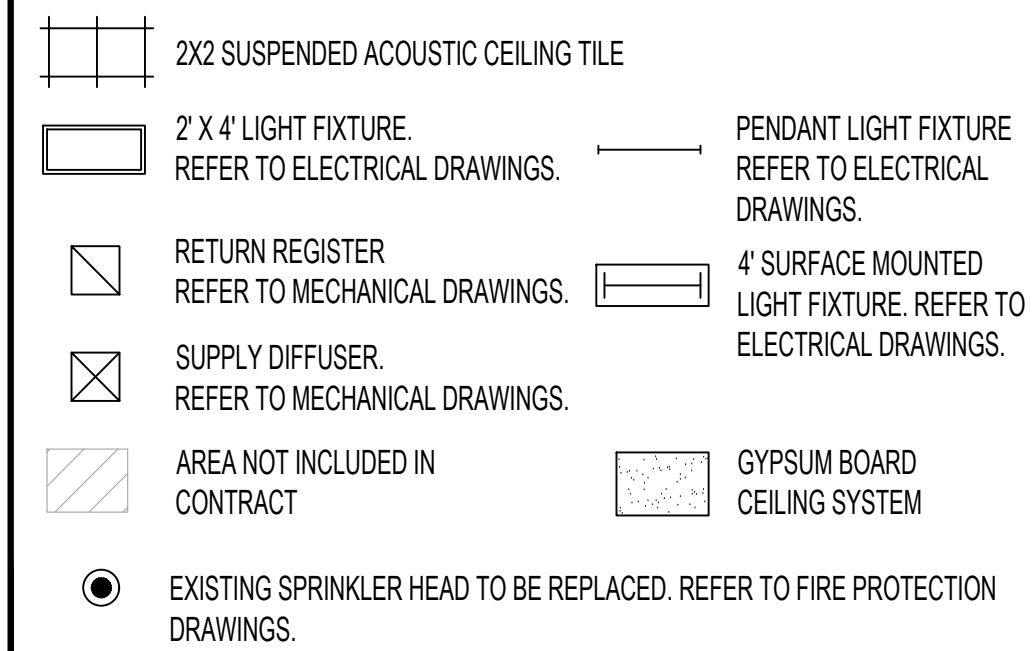 2X2 SUSPENDED ACOUSTIC CEILING TILE
2' X 4' LIGHT FIXTURE.
REFER TO ELECTRICAL DRAWINGS.
PENDANT LIGHT FIXTURE
REFER TO ELECTRICAL
DRAWINGS.
RETURN REGISTER
REFER TO MECHANICAL DRAWINGS.
4' SURFACE MOUNTED
LIGHT FIXTURE. REFER TO
ELECTRICAL DRAWINGS.
SUPPLY DIFFUSER.
REFER TO MECHANICAL DRAWINGS.
AREA NOT INCLUDED IN
CONTRACT
GYPSUM BOARD
CEILING SYSTEM
EXISTING SPRINKLER HEAD TO BE REPLACED. REFER TO FIRE PROTECTION
DRAWINGS.